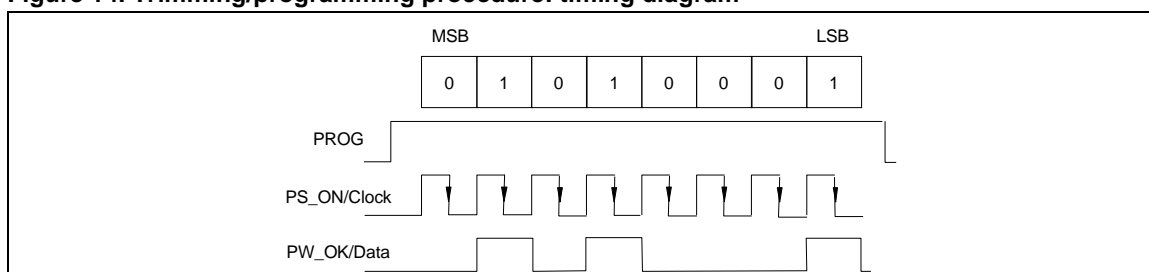 Figure Trimming/programming procedure: timing diagram
MSB LSB
0 1 0 1 0 0 0 1
PROG
PS_ON/Clock
PW_OK/Data